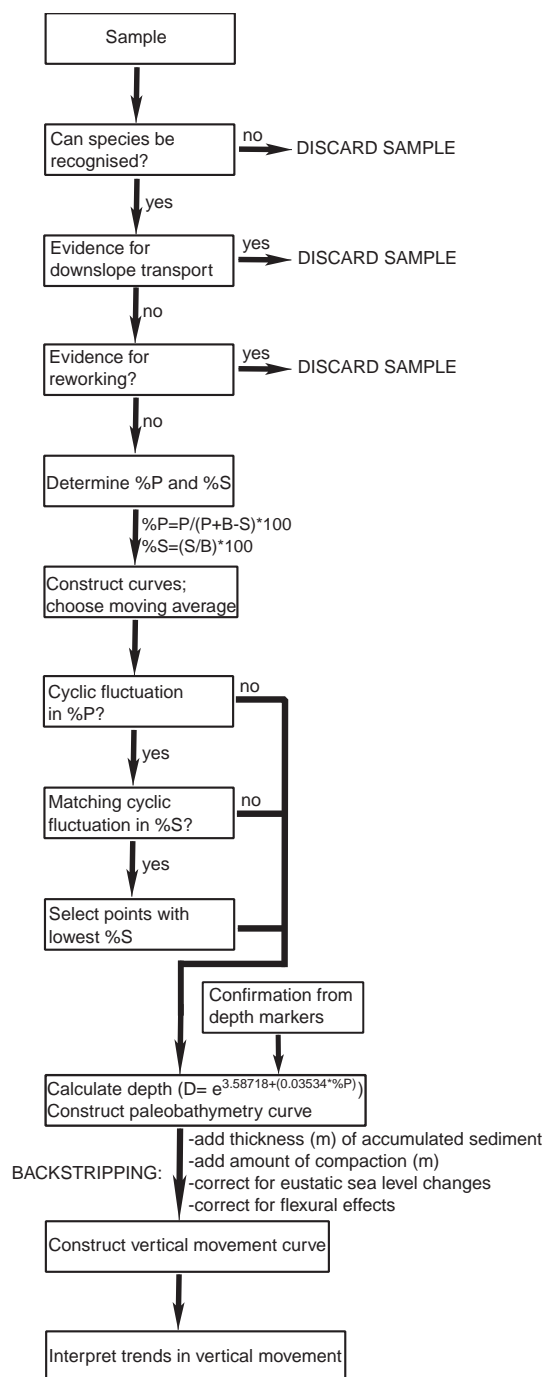 Sample
Can species be
recognised?
no
DISCARD SAMPLE
yes
Evidence for
downslope transport
yes
DISCARD SAMPLE
no
Evidence for
reworking?
yes
DISCARD SAMPLE
no
Determine %P and %S
%P=P/(P+B-S)*100
%S=(S/B)*100
Construct curves;
choose moving average
Cyclic fluctuation
in %P?
no
yes
Matching cyclic
fluctuation in %S?
no
yes
Select points with
lowest %S
Confirmation from
depth markers
Calculate depth (D= e3.58718+(0.03534*%P))
Construct paleobathymetry curve
BACKSTRIPPING:
-add thickness (m) of accumulated sediment
-add amount of compaction (m)
-correct for eustatic sea level changes
-correct for flexural effects
Construct vertical movement curve
Interpret trends in vertical movement